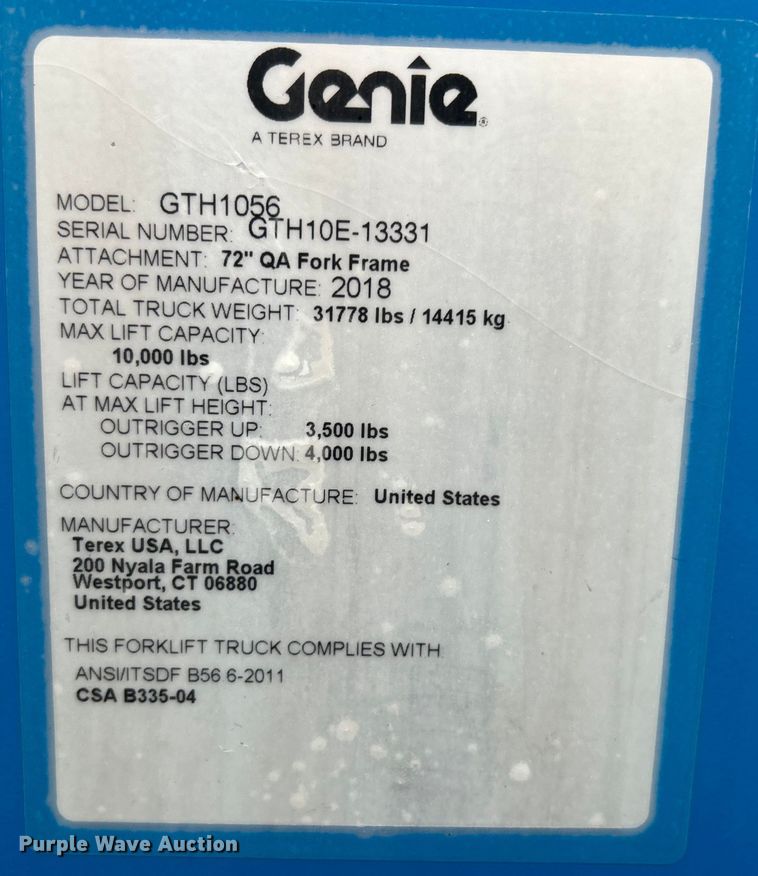 Genie®
A TEREX BRAND
MODEL: GTH1056
SERIAL NUMBER: GTH10E-13331
ATTACHMENT: 72" QA Fork Frame
YEAR OF MANUFACTURE: 2018
TOTAL TRUCK WEIGHT: 31778 lbs / 14415 kg
MAX LIFT CAPACITY:
10,000 lbs
LIFT CAPACITY (LBS)
AT MAX LIFT HEIGHT:
OUTRIGGER UP: 3,500 lbs
OUTRIGGER DOWN: 4,000 lbs
COUNTRY OF MANUFACTURE: United States
MANUFACTURER:
Terex USA, LLC
200 Nyala Farm Road
Westport, CT 06880
United States
THIS FORKLIFT TRUCK COMPLIES WITH
ANSI/ITSDF B56 6-2011
CSA B335-04
Purple Wave Auction